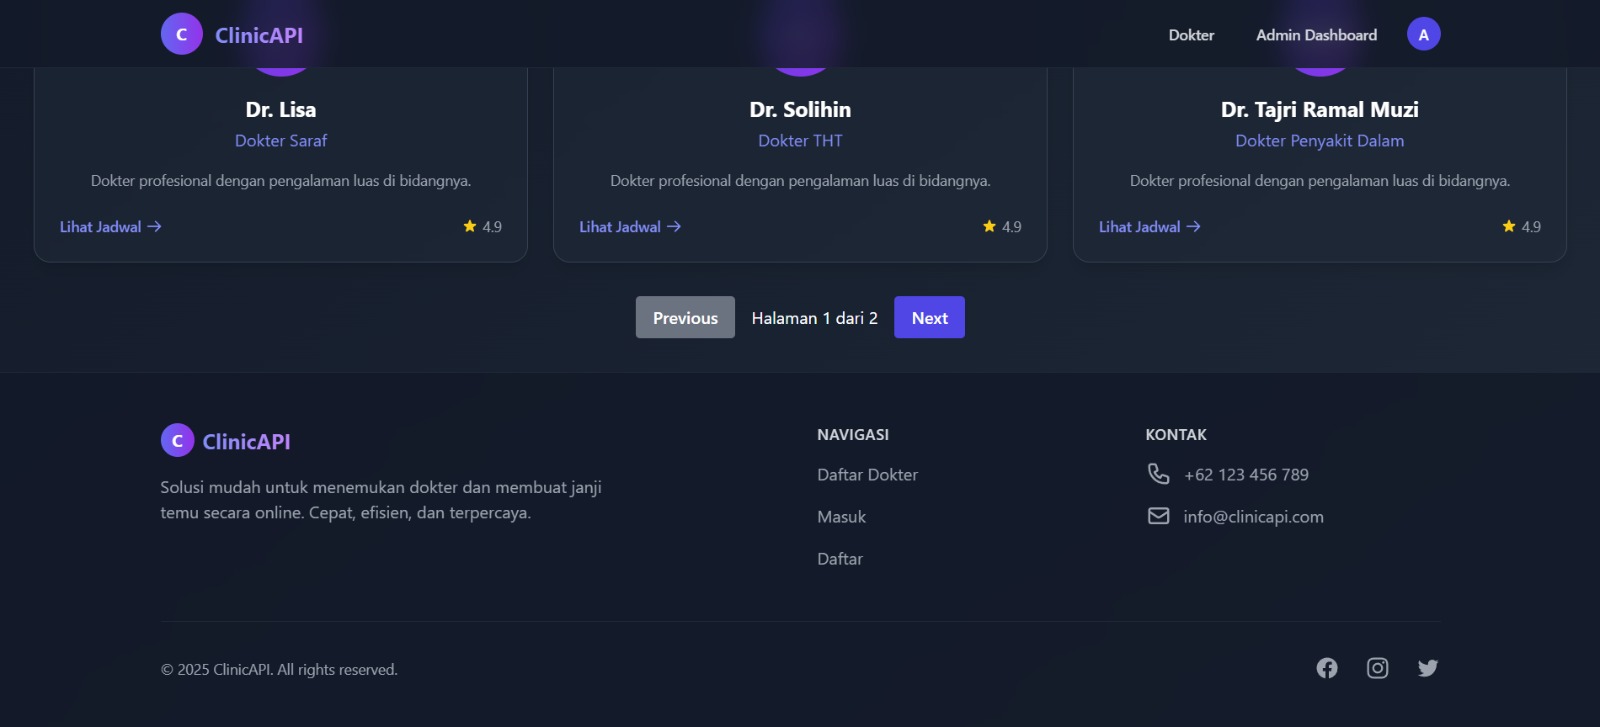 C ClinicAPI
Dokter
Admin Dashboard
A
Dr. Lisa
Dokter Saraf
Dokter profesional dengan pengalaman luas di bidangnya.
Lihat Jadwal →
4.9
Dr. Solihin
Dokter THT
Dokter profesional dengan pengalaman luas di bidangnya.
Lihat Jadwal →
4.9
Dr. Tajri Ramal Muzi
Dokter Penyakit Dalam
Dokter profesional dengan pengalaman luas di bidangnya.
Lihat Jadwal →
4.9
Previous
Halaman 1 dari 2
Next
C ClinicAPI
Solusi mudah untuk menemukan dokter dan membuat janji
temu secara online. Cepat, efisien, dan terpercaya.
NAVIGASI
Daftar Dokter
Masuk
Daftar
KONTAK
+62 123 456 789
info@clinicapi.com
© 2025 ClinicAPI. All rights reserved.